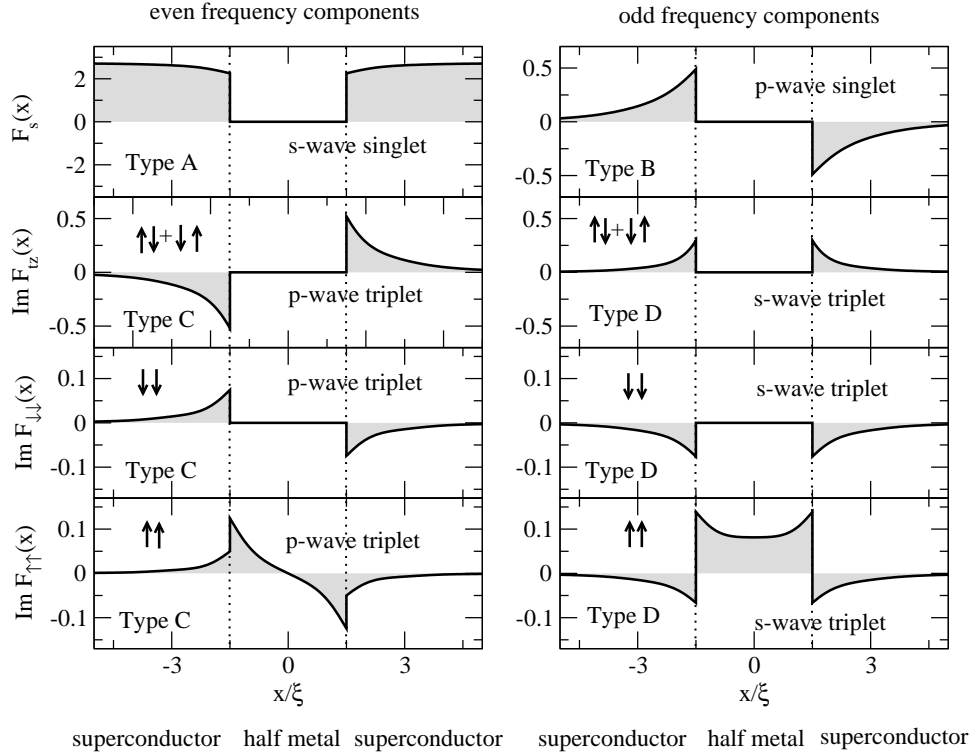 even frequency components
odd frequency components
F_s(x)
2
0
-2
s-wave singlet
Type A
0.5
0
-0.5
p-wave singlet
Type B
Im F_tz(x)
0.5
0
-0.5
↑↓+↓↑
p-wave triplet
Type C
0.5
0
-0.5
↑↓+↓↑
s-wave triplet
Type D
Im F_↓↓(x)
0.1
0
-0.1
↓↓
p-wave triplet
Type C
0.1
0
-0.1
↓↓
s-wave triplet
Type D
Im F_↑↑(x)
0.1
0
-0.1
↑↑
p-wave triplet
Type C
0.1
0
-0.1
↑↑
s-wave triplet
Type D
-3 0 3
x/ξ
-3 0 3
x/ξ
superconductor half metal superconductor
superconductor half metal superconductor